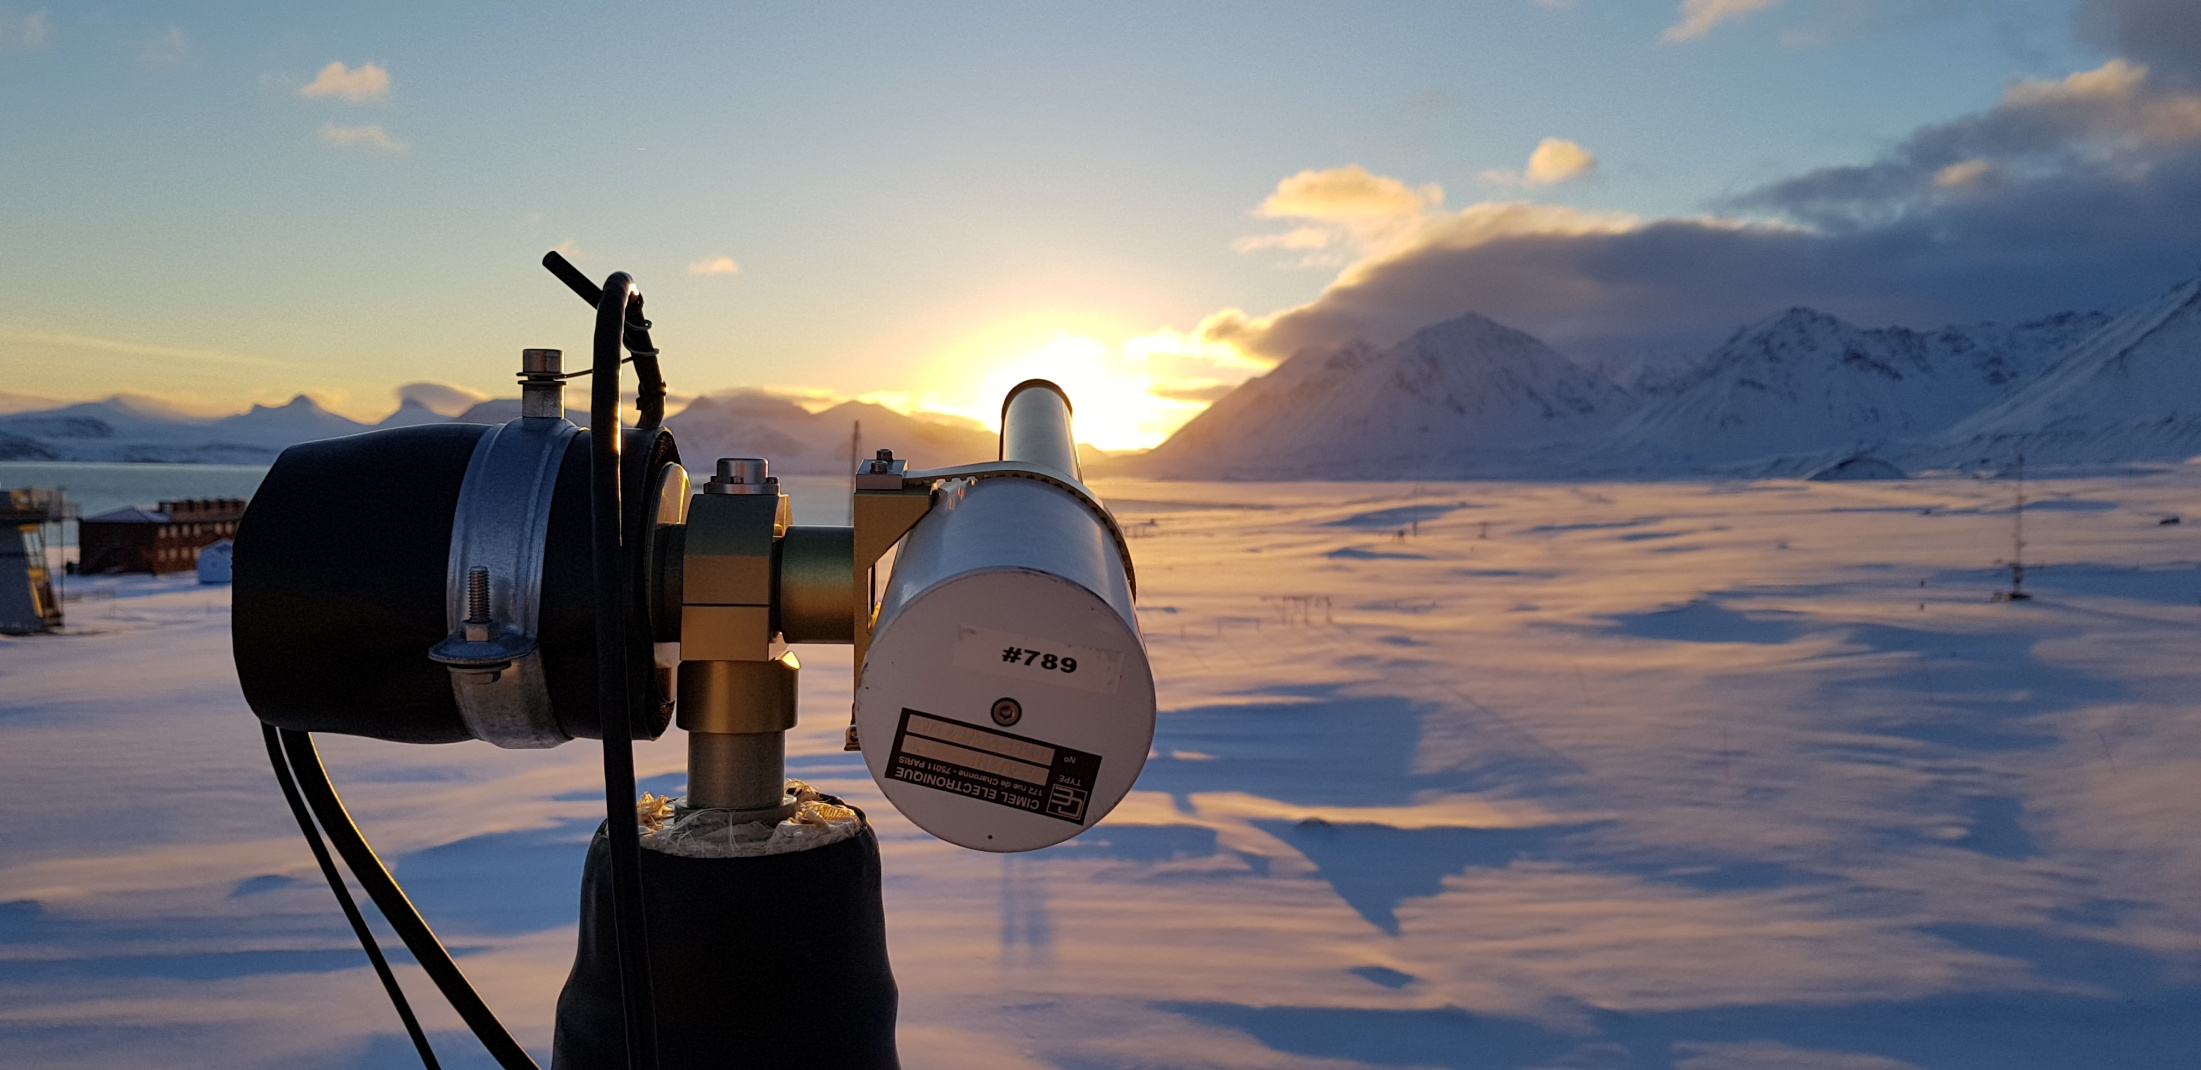 #789
CIMEL ELECTRONIQUE
172 rue de Charonne - 75011 PARIS
TYPE
No